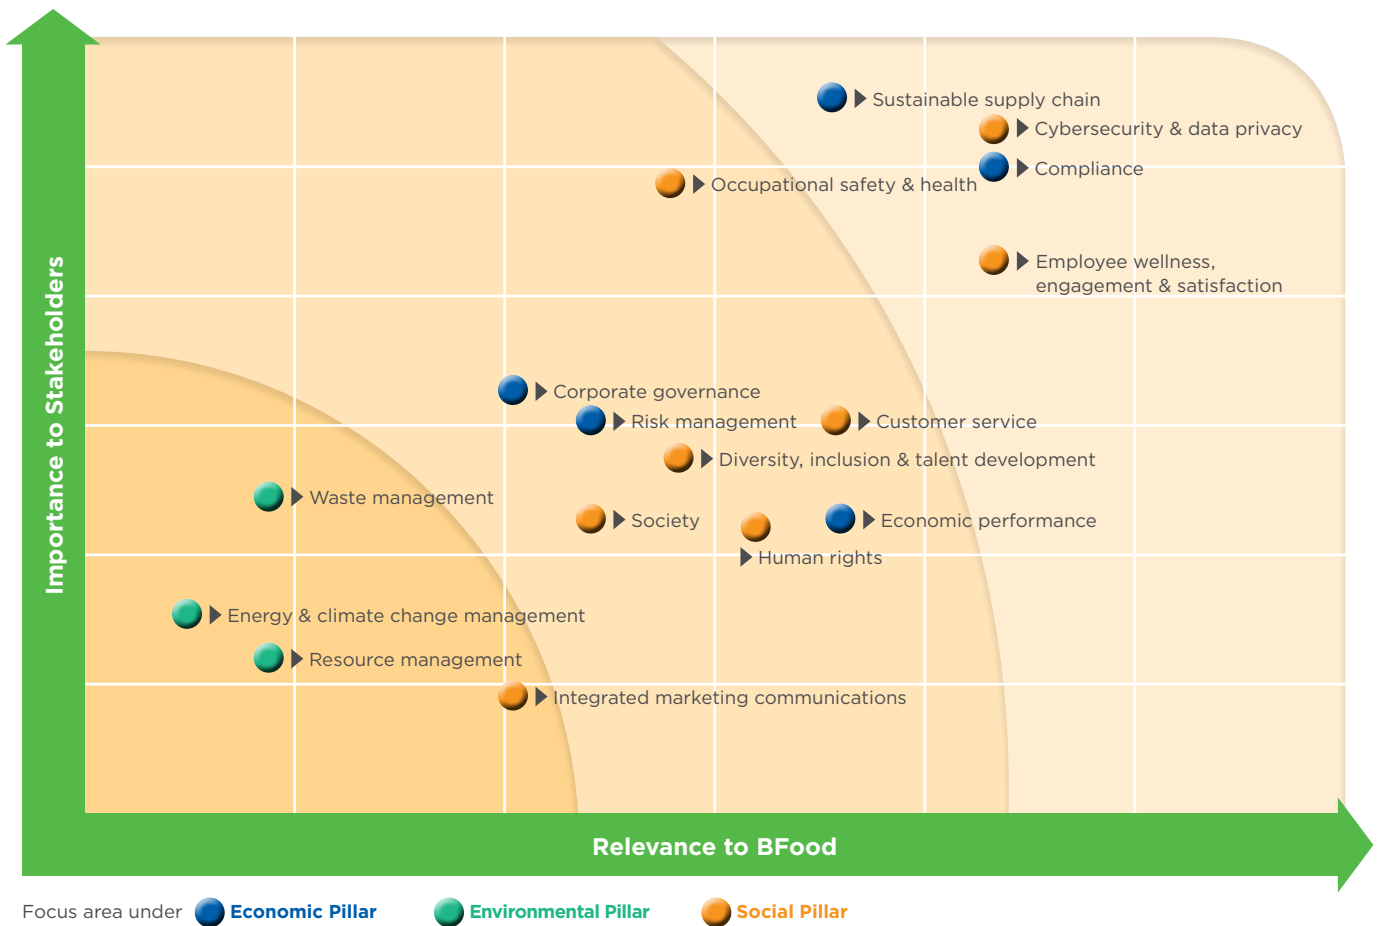 Sustainable supply chain
Cybersecurity & data privacy
Compliance
Occupational safety & health
Employee wellness,
engagement & satisfaction
Importance to Stakeholders
Corporate governance
Risk management
Customer service
Diversity, inclusion & talent development
Waste management
Society
Economic performance
Human rights
Energy & climate change management
Resource management
Integrated marketing communications
Relevance to BFood
Focus area under Economic Pillar Environmental Pillar Social Pillar